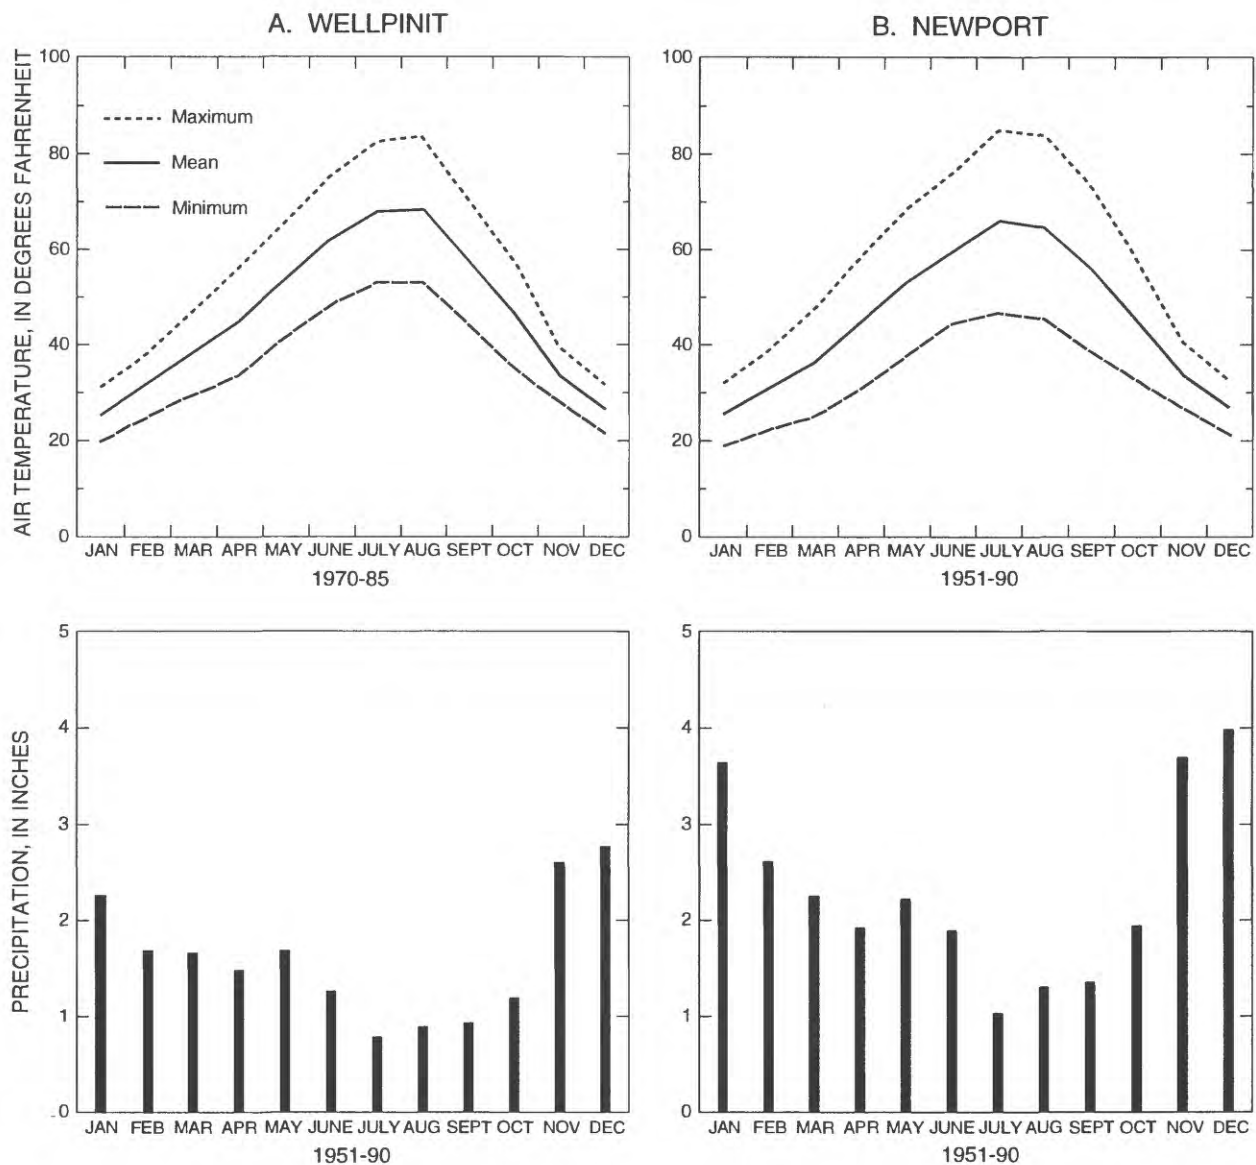 A. WELLPINIT
B. NEWPORT
AIR TEMPERATURE, IN DEGREES FAHRENHEIT
100
80
60
40
20
0
Maximum
Mean
Minimum
JAN FEB MAR APR MAY JUNE JULY AUG SEPT OCT NOV DEC
1970-85
100
80
60
40
20
0
JAN FEB MAR APR MAY JUNE JULY AUG SEPT OCT NOV DEC
1951-90
PRECIPITATION, IN INCHES
5
4
3
2
1
0
JAN FEB MAR APR MAY JUNE JULY AUG SEPT OCT NOV DEC
1951-90
5
4
3
2
1
0
JAN FEB MAR APR MAY JUNE JULY AUG SEPT OCT NOV DEC
1951-90